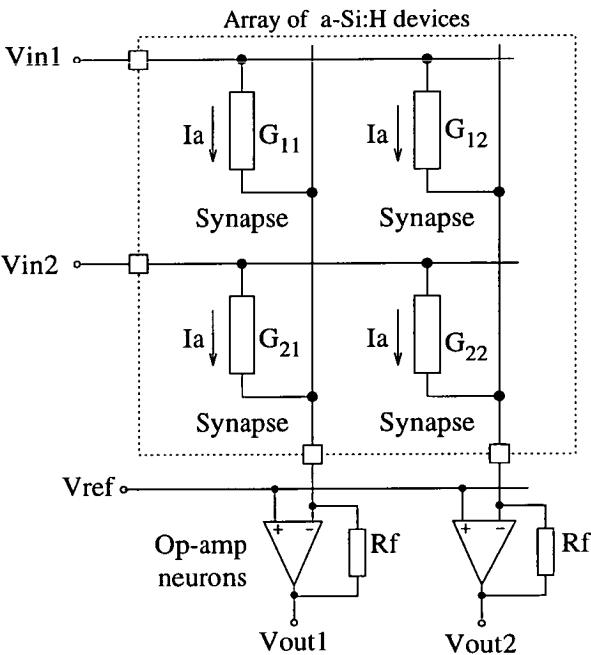 Array of a-Si:H devices
Vin1
Ia
G11
Ia
G12
Synapse
Synapse
Vin2
Ia
G21
Ia
G22
Synapse
Synapse
Vref
+
-
+
-
Op-amp
neurons
Rf
Rf
Vout1
Vout2